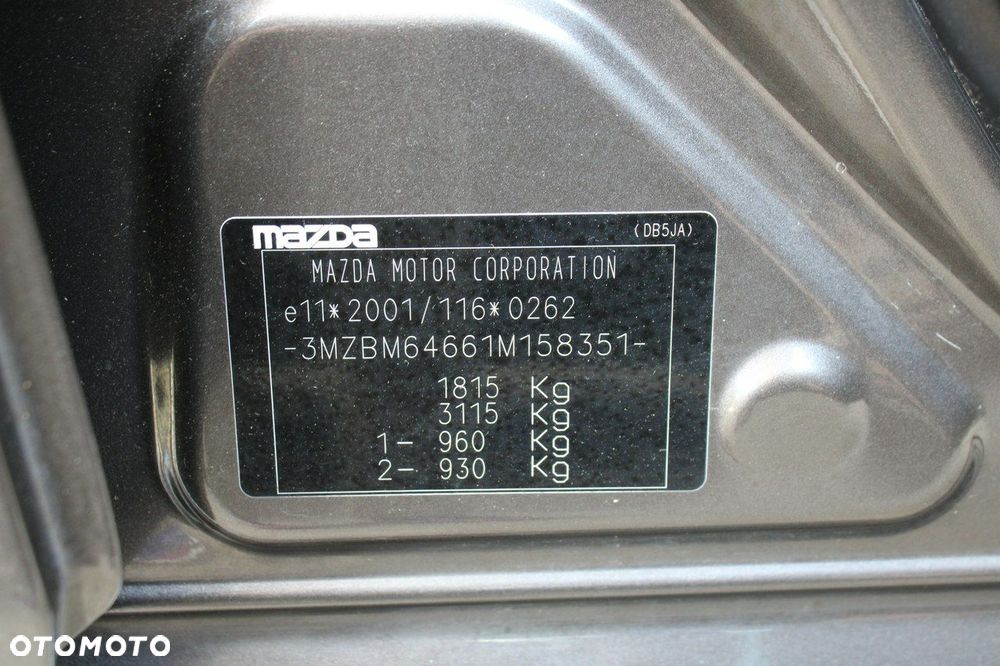 mazda (DB5JA)
MAZDA MOTOR CORPORATION
e11*2001/116*0262
-3MZBM64661M158351-
1815 Kg
3115 Kg
1- 960 Kg
2- 930 Kg
OTOMOTO